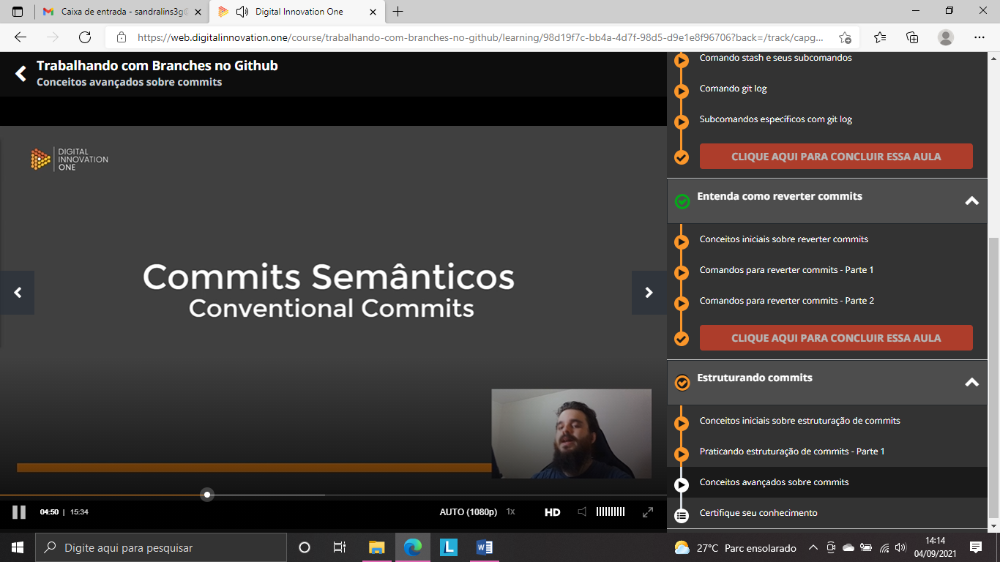 Caixa de entrada - sandralins3g@
Digital Innovation One
https://web.digitalinnovation.one/course/trabalhando-com-branches-no-github/learning/98d19f7c-bb4a-4d7f-98d5-d9e1e8f96706?back=/track/capg...
Trabalhando com Branches no Github
Conceitos avançados sobre commits
DIGITAL
INNOVATION
ONE
Commits Semânticos
Conventional Commits
04:50 | 15:34
AUTO (1080p) 1x HD
Comando stash e seus subcomandos
Comando git log
Subcomandos específicos com git log
CLIQUE AQUI PARA CONCLUIR ESSA AULA
Entenda como reverter commits
Conceitos iniciais sobre reverter commits
Comandos para reverter commits - Parte 1
Comandos para reverter commits - Parte 2
CLIQUE AQUI PARA CONCLUIR ESSA AULA
Estruturando commits
Conceitos iniciais sobre estruturação de commits
Praticando estruturação de commits - Parte 1
Conceitos avançados sobre commits
Certifique seu conhecimento
Digite aqui para pesquisar
L
W
27°C Parc ensolarado
14:14
04/09/2021